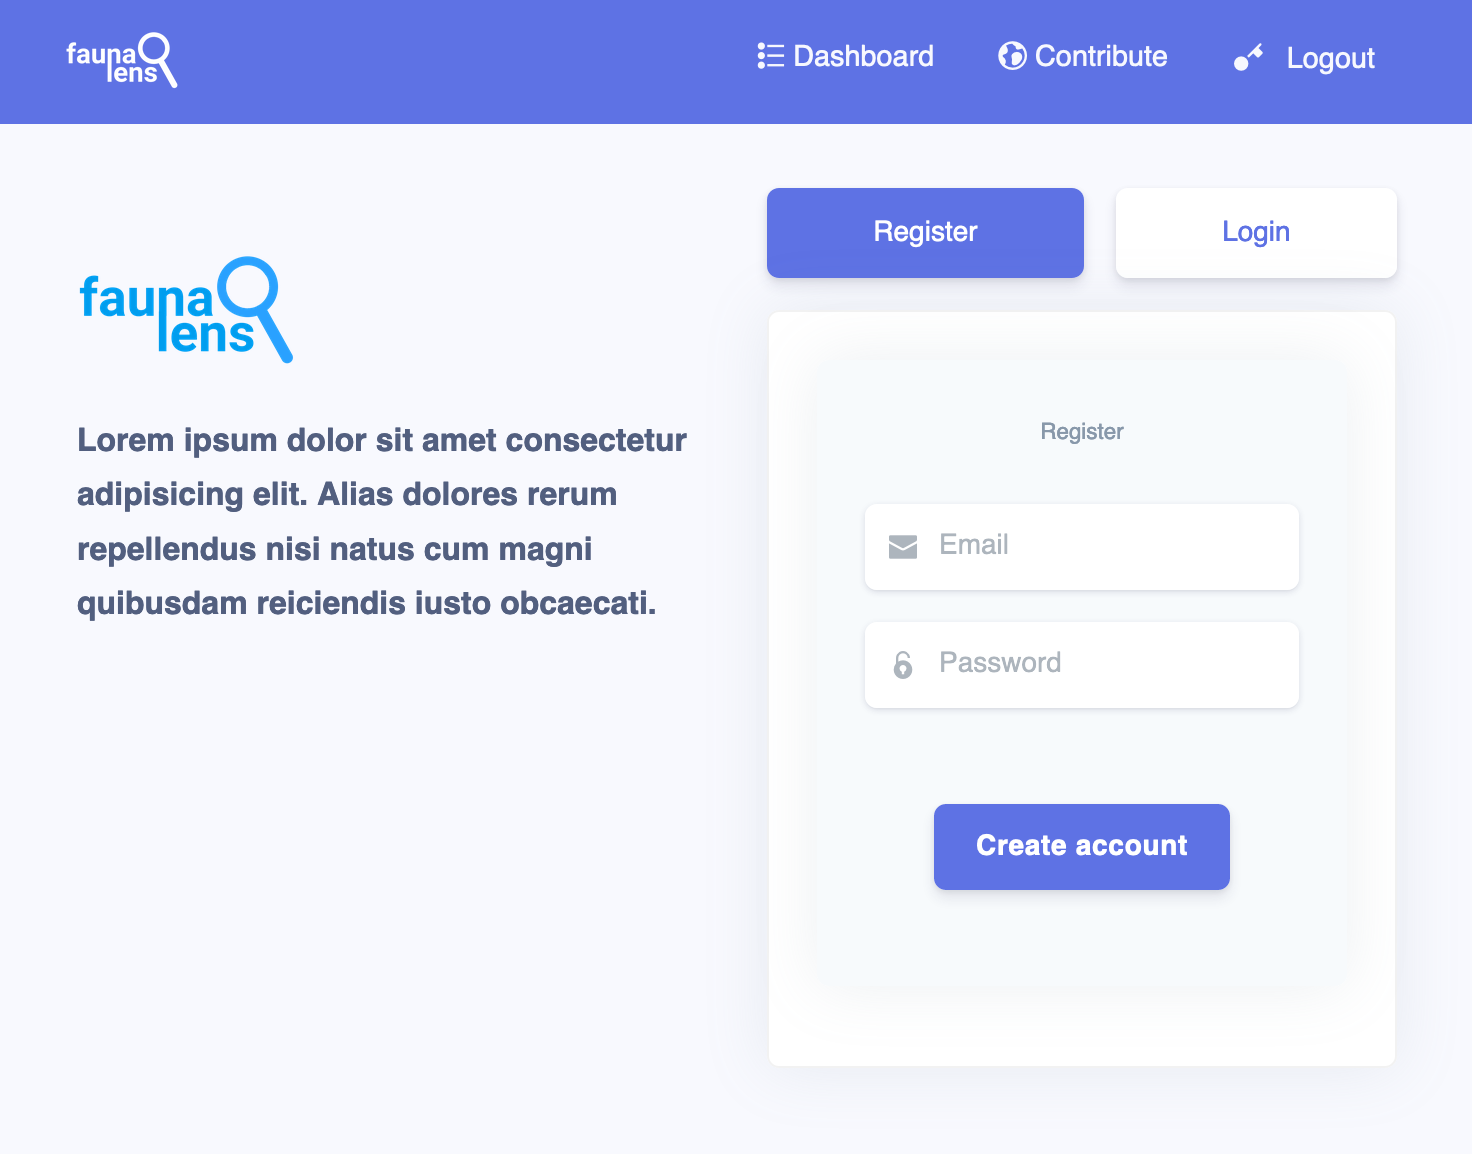 fauna
lens
Dashboard
Contribute
Logout
Register
Login
fauna
lens
Lorem ipsum dolor sit amet consectetur
adipisicing elit. Alias dolores rerum
repellendus nisi natus cum magni
quibusdam reiciendis iusto obcaecati.
Register
Email
Password
Create account